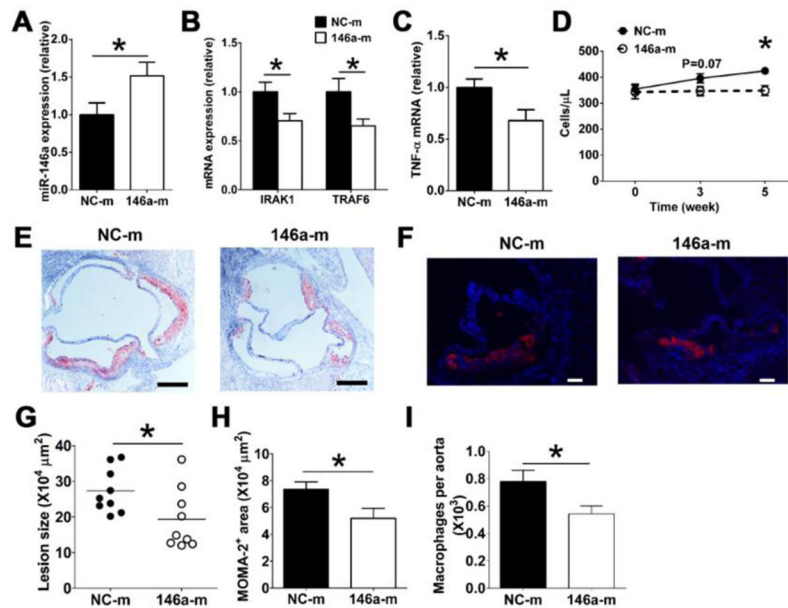 A
miR-146a expression (relative)
2.0
1.5
1.0
0.5
0.0
*
NC-m 146a-m
B
mRNA expression (relative)
1.5
1.0
0.5
0.0
* *
IRAK1 TRAF6
NC-m
146a-m
C
TNF-α mRNA (relative)
1.5
1.0
0.5
0.0
*
NC-m 146a-m
D
NC-m
146a-m
Cells/μL
600
500
400
300
200
100
0
P=0.07
*
0 3 5
Time (week)
E
NC-m 146a-m
F
NC-m 146a-m
G
Lesion size (X10⁴ μm²)
40
30
20
10
0
*
NC-m 146a-m
H
MOMA-2⁺ area (X10⁴ μm²)
10
8
6
4
2
0
*
NC-m 146a-m
I
Macrophages per aorta
(X10³)
1.0
0.8
0.6
0.4
0.2
0.0
*
NC-m 146a-m